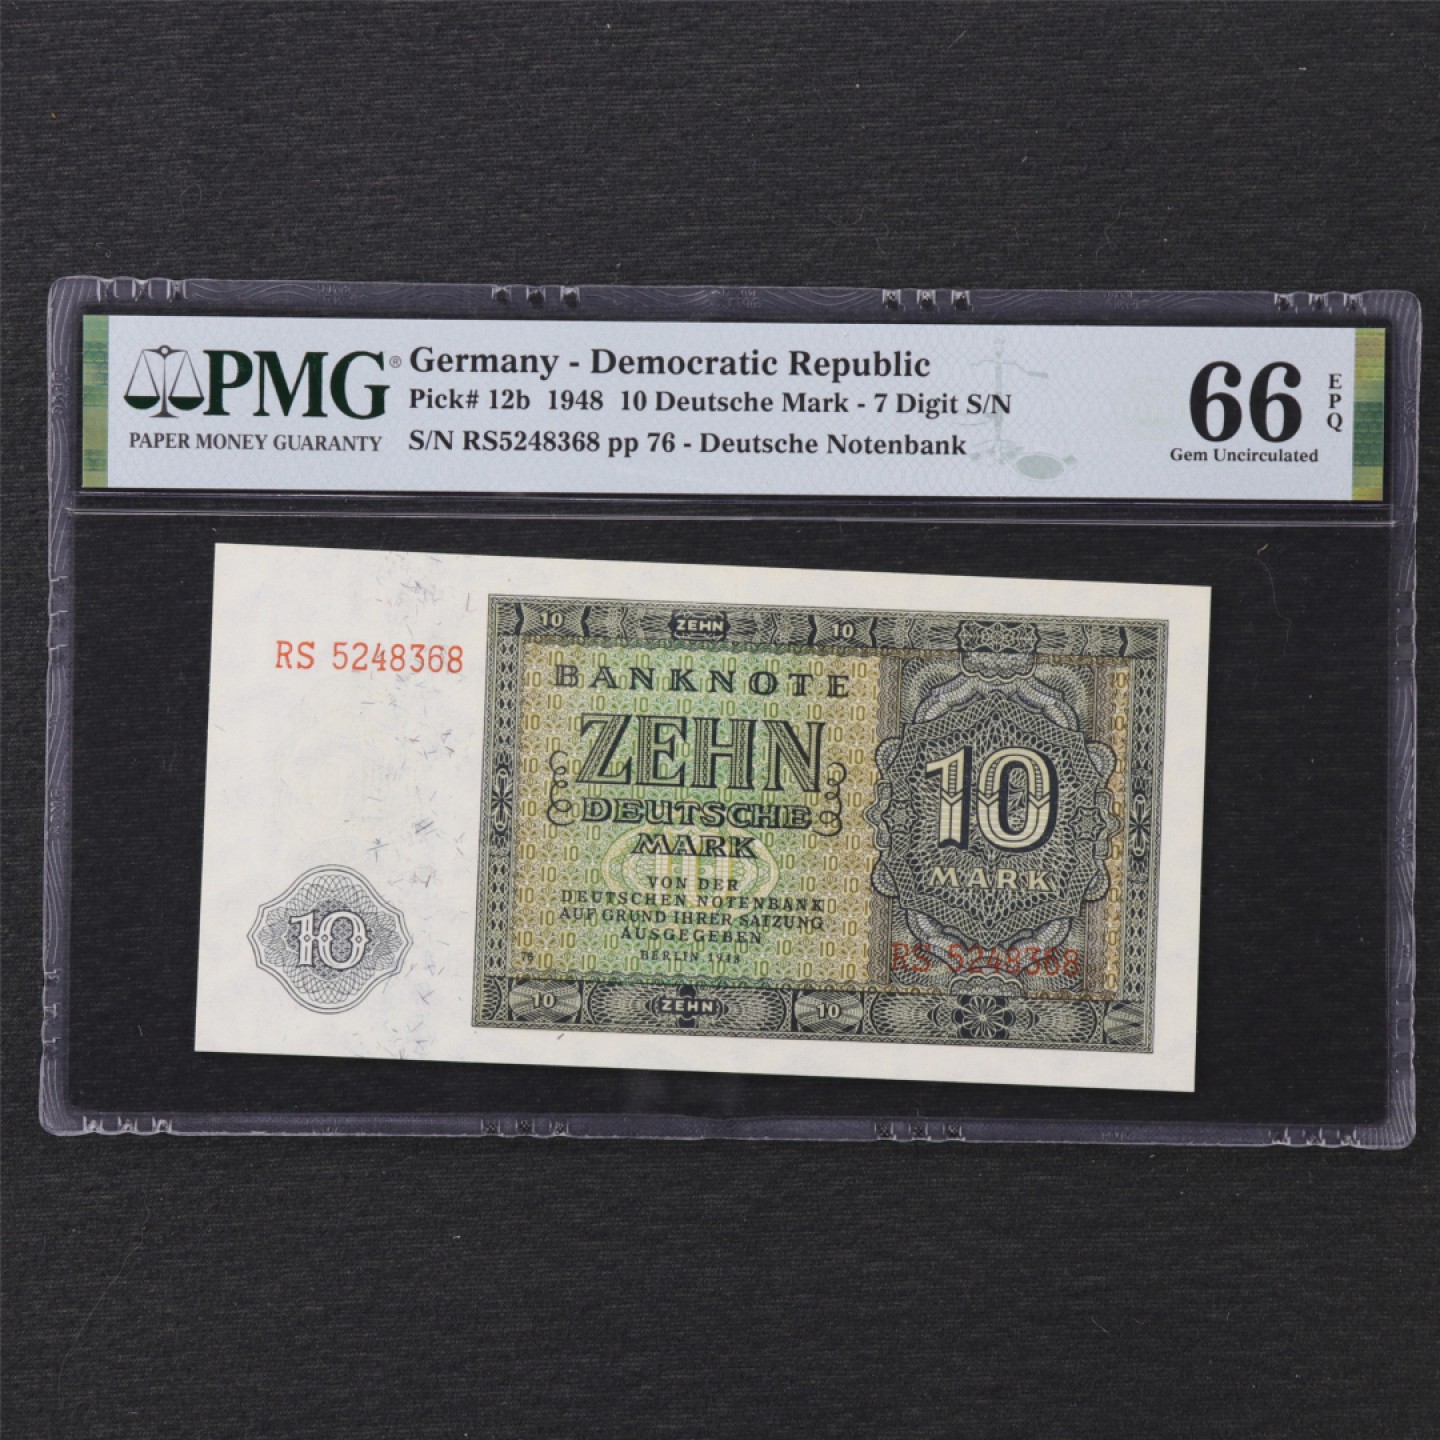 PMG®
PAPER MONEY GUARANTY
Germany - Democratic Republic
Pick# 12b 1948 10 Deutsche Mark - 7 Digit S/N
S/N RS5248368 pp 76 - Deutsche Notenbank
66
EPQ
Gem Uncirculated
10 ZEHN 10
RS 5248368
BANKNOTE
ZEHN
DEUTSCHE
MARK
10
MARK
VON DER
DEUTSCHEN NOTENBANK
AUF GRUND IHRER SATZUNG
AUSGEGEBEN
BERLIN 1948
76
RS 5248368
10
10 ZEHN 10